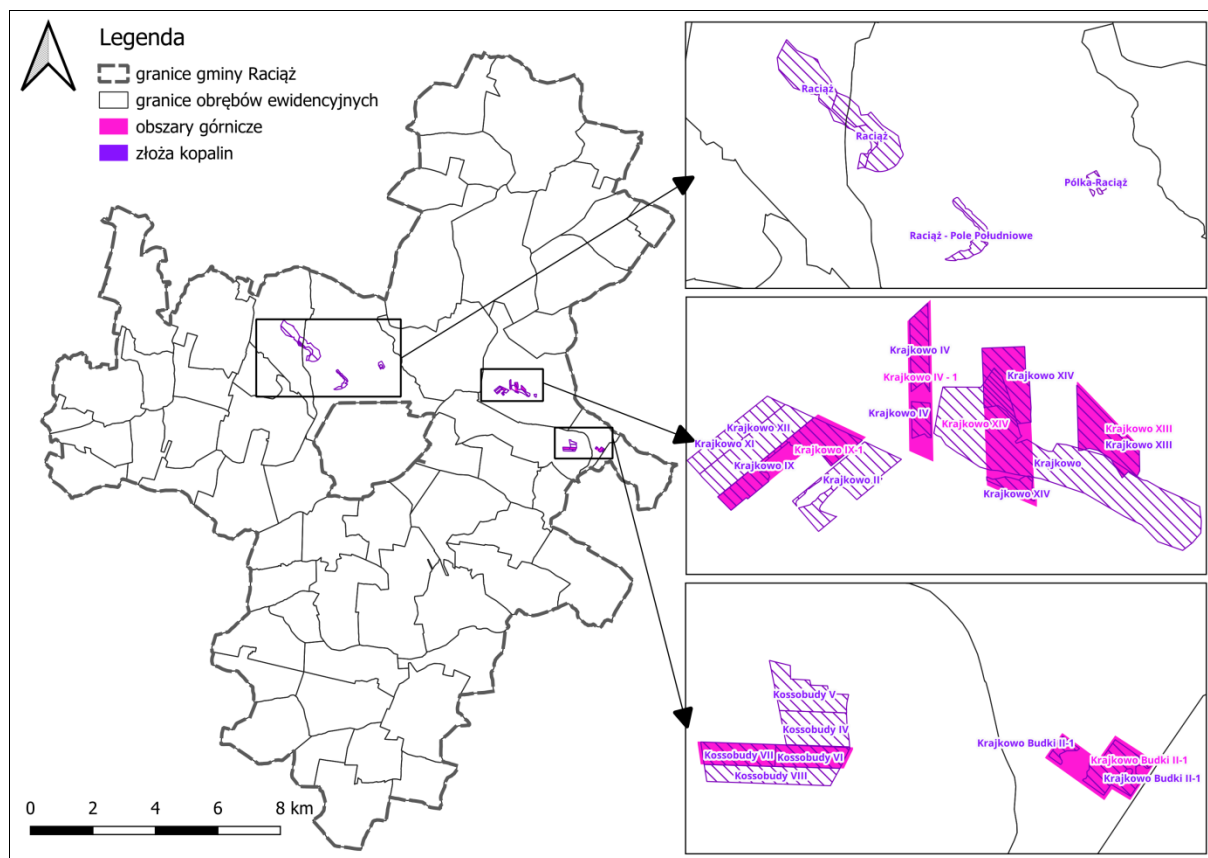 Legenda
granice gminy Raciąż
granice obrębów ewidencyjnych
obszary górnicze
złoża kopalin
0 2 4 6 8 km
Raciąż
Raciąż
Pólka-Raciąż
Raciąż - Pole Południowe
Krajkowo IV
Krajkowo IV - 1
Krajkowo XIV
Krajkowo IV
Krajkowo XII
Krajkowo XIV
Krajkowo XIII
Krajkowo XI
Krajkowo IX-1
Krajkowo XIII
Krajkowo IX
Krajkowo
Krajkowo II
Krajkowo XIV
Kossobudy V
Kossobudy IV
Krajkowo Budki II-1
Kossobudy VII
Kossobudy VI
Krajkowo Budki II-1
Kossobudy VIII
Krajkowo Budki II-1